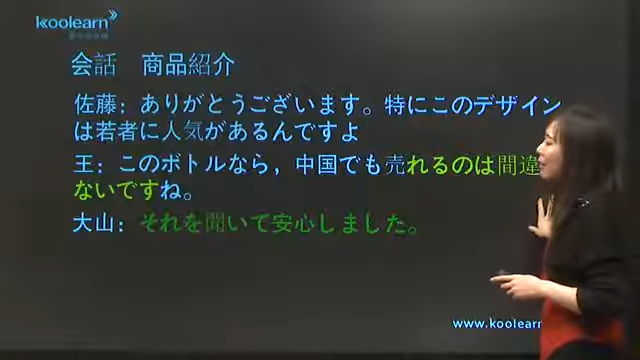 koolearn
会話 商品紹介
佐藤：ありがとうございます。特にこのデザイン
は若者に人気があるんですよ
王：このボトルなら，中国でも売れるのは間違
ないですね。
大山：それを聞いて安心しました。
www.koolearn